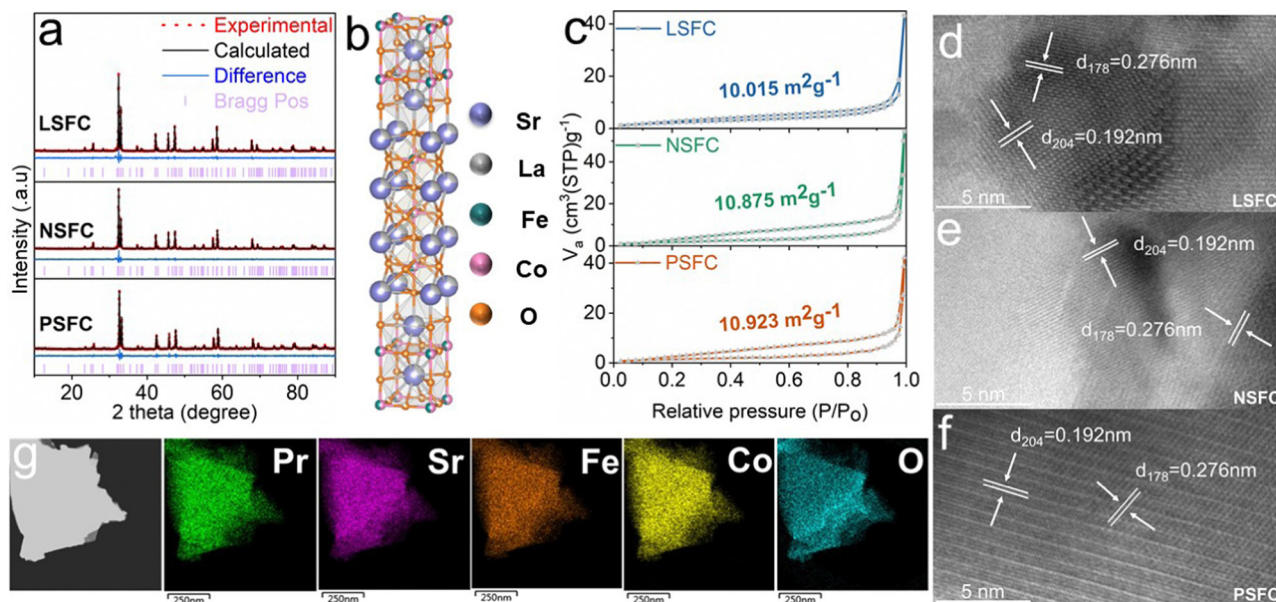 a
Experimental
Calculated
Difference
Bragg Pos
LSFC
NSFC
PSFC
Intensity (.a.u)
0 20 40 60 80
2 theta (degree)
b
Sr
La
Fe
Co
O
c
LSFC
10.015 m²g⁻¹
NSFC
10.875 m²g⁻¹
PSFC
10.923 m²g⁻¹
40
20
0
40
20
0
40
20
0
Vₐ (cm³(STP)g⁻¹
0.0 0.2 0.4 0.6 0.8 1.0
Relative pressure (P/Po)
d
d₁₇₈=0.276nm
d₂₀₄=0.192nm
5 nm
LSFC
e
d₂₀₄=0.192nm
d₁₇₈=0.276nm
5 nm
NSFC
f
d₂₀₄=0.192nm
d₁₇₈=0.276nm
5 nm
PSFC
g
Pr
Sr
Fe
Co
O
250nm
250nm
250nm
250nm
250nm